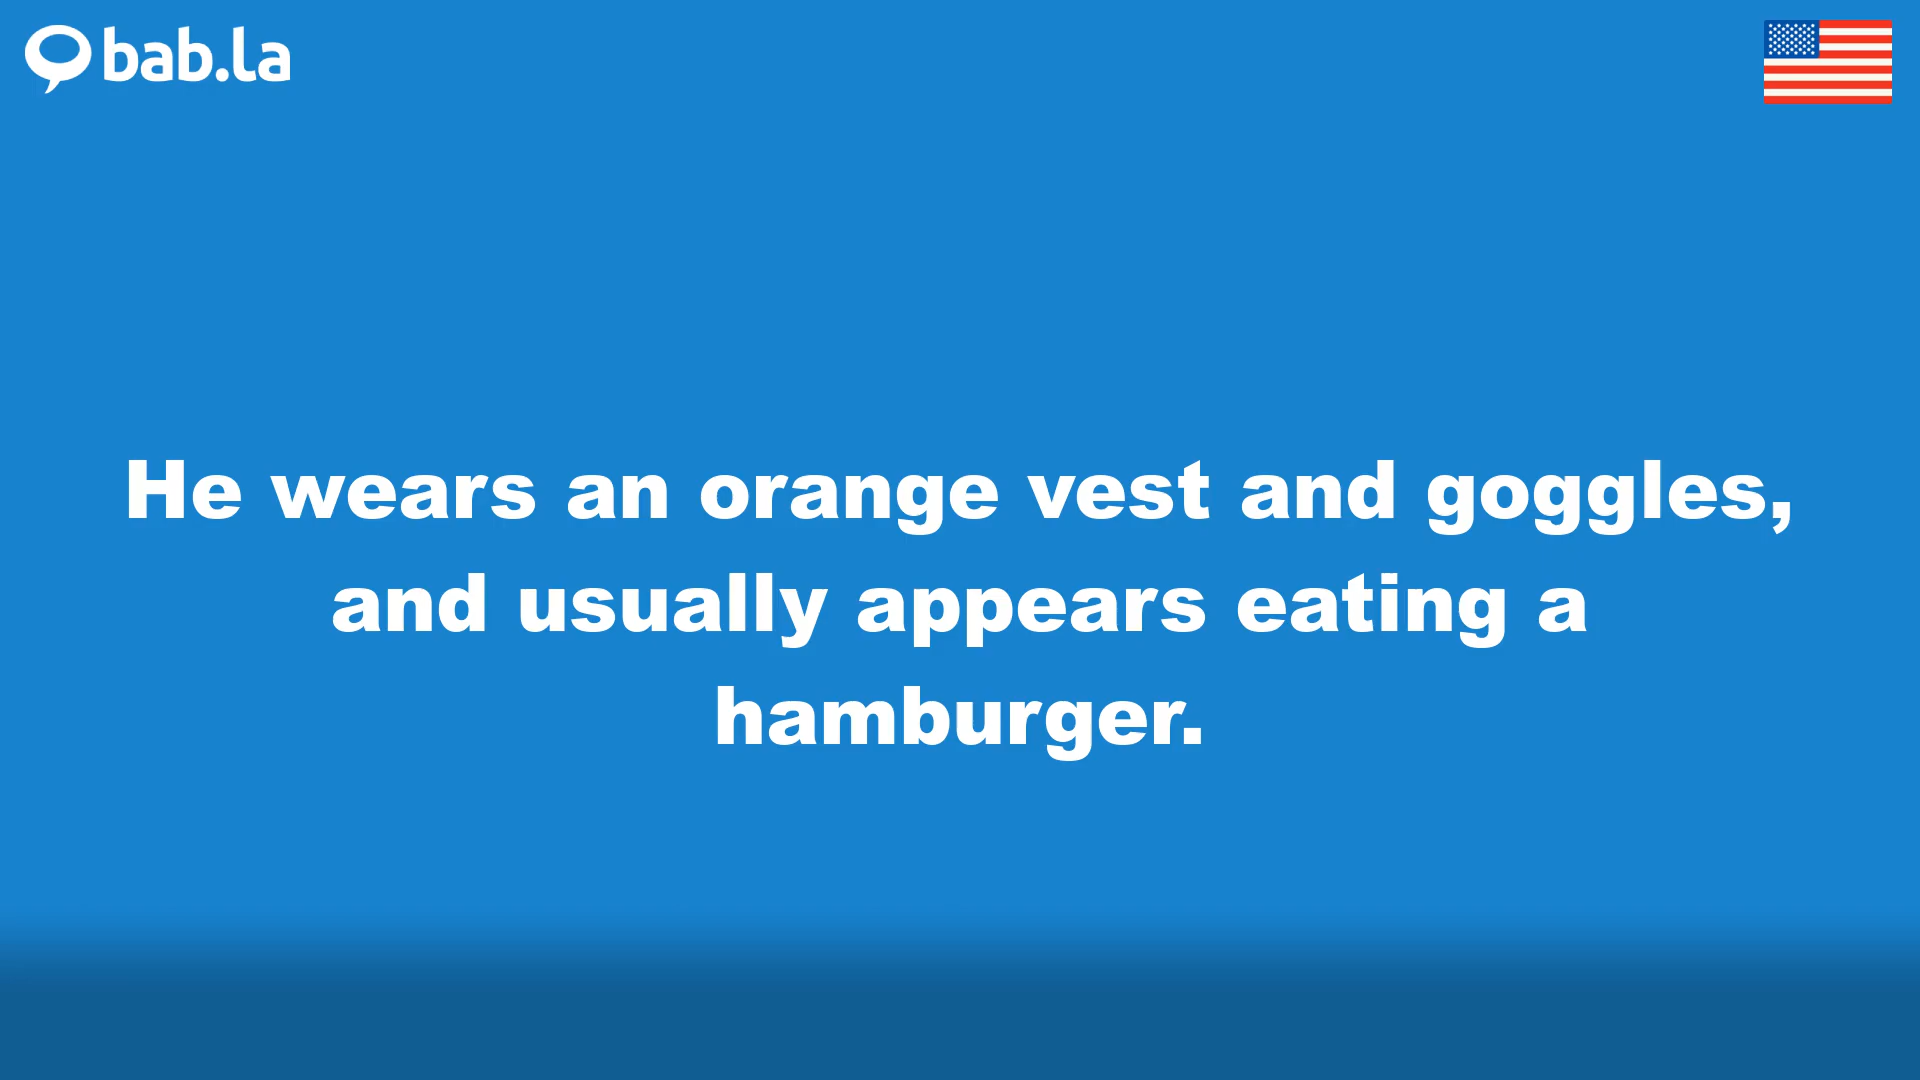 bab.la
He wears an orange vest and goggles,
and usually appears eating a
hamburger.